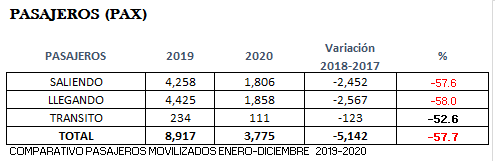 PASAJEROS (PAX)
PASAJEROS 2019 2020 Variación 2018-2017 %
SALIENDO 4,258 1,806 -2,452 -57.6
LLEGANDO 4,425 1,858 -2,567 -58.0
TRANSITO 234 111 -123 -52.6
TOTAL 8,917 3,775 -5,142 -57.7
COMPARATIVO PASAJEROS MOVILIZADOS ENERO-DICIEMBRE 2019-2020